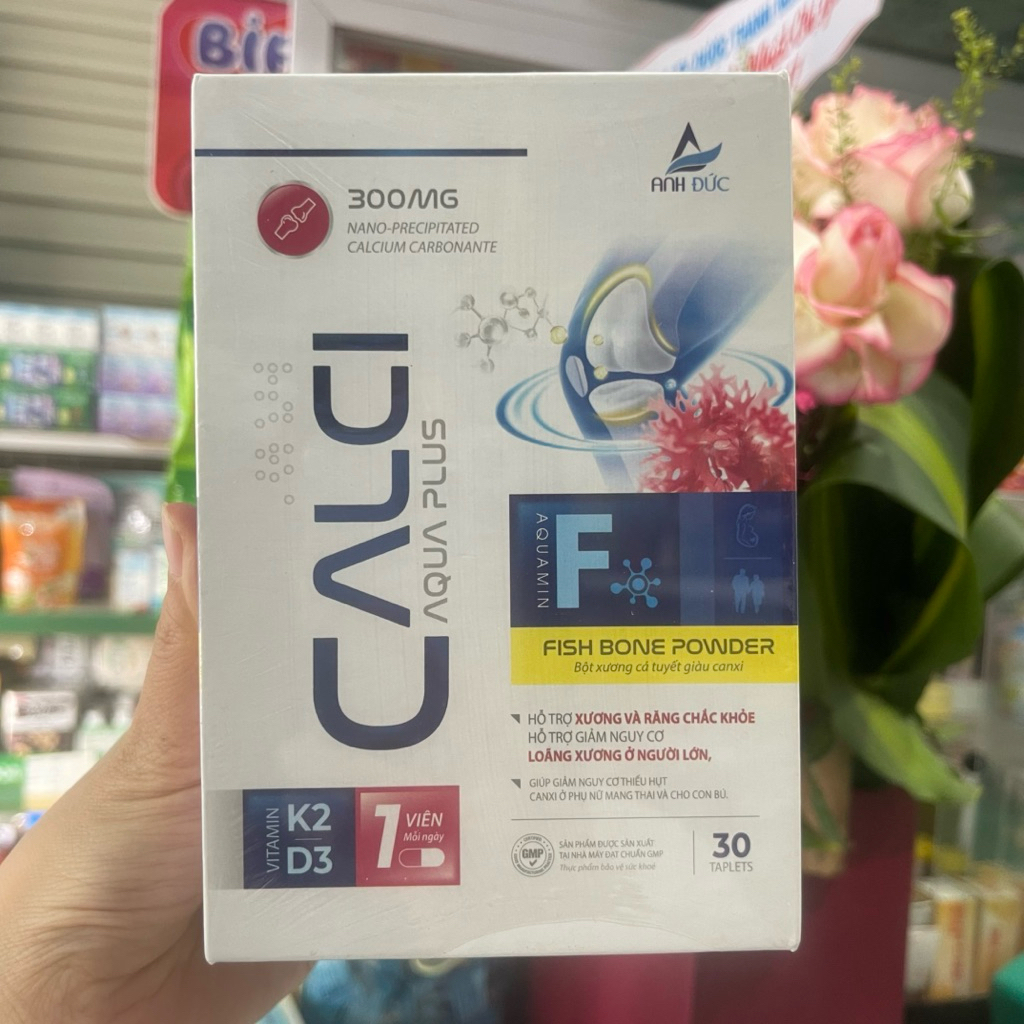 300MG
NANO-PRECIPITATED
CALCIUM CARBONANTE
ANH ĐỨC
CALDI
AQUA PLUS
AQUAMIN
F
FISH BONE POWDER
Bột xương cá tuyết giàu canxi
HỖ TRỢ XƯƠNG VÀ RĂNG CHẮC KHỎE
HỖ TRỢ GIẢM NGUY CƠ
LOÃNG XƯƠNG Ở NGƯỜI LỚN,
GIÚP GIẢM NGUY CƠ THIẾU HỤT
CANXI Ở PHỤ NỮ MANG THAI VÀ CHO CON BÚ.
VITAMIN
K2
D3
1 VIÊN
Mỗi ngày
GMP
SẢN PHẨM ĐƯỢC SẢN XUẤT
TẠI NHÀ MÁY ĐẠT CHUẨN GMP
Thực phẩm bảo vệ sức khoẻ
30
TAPLETS